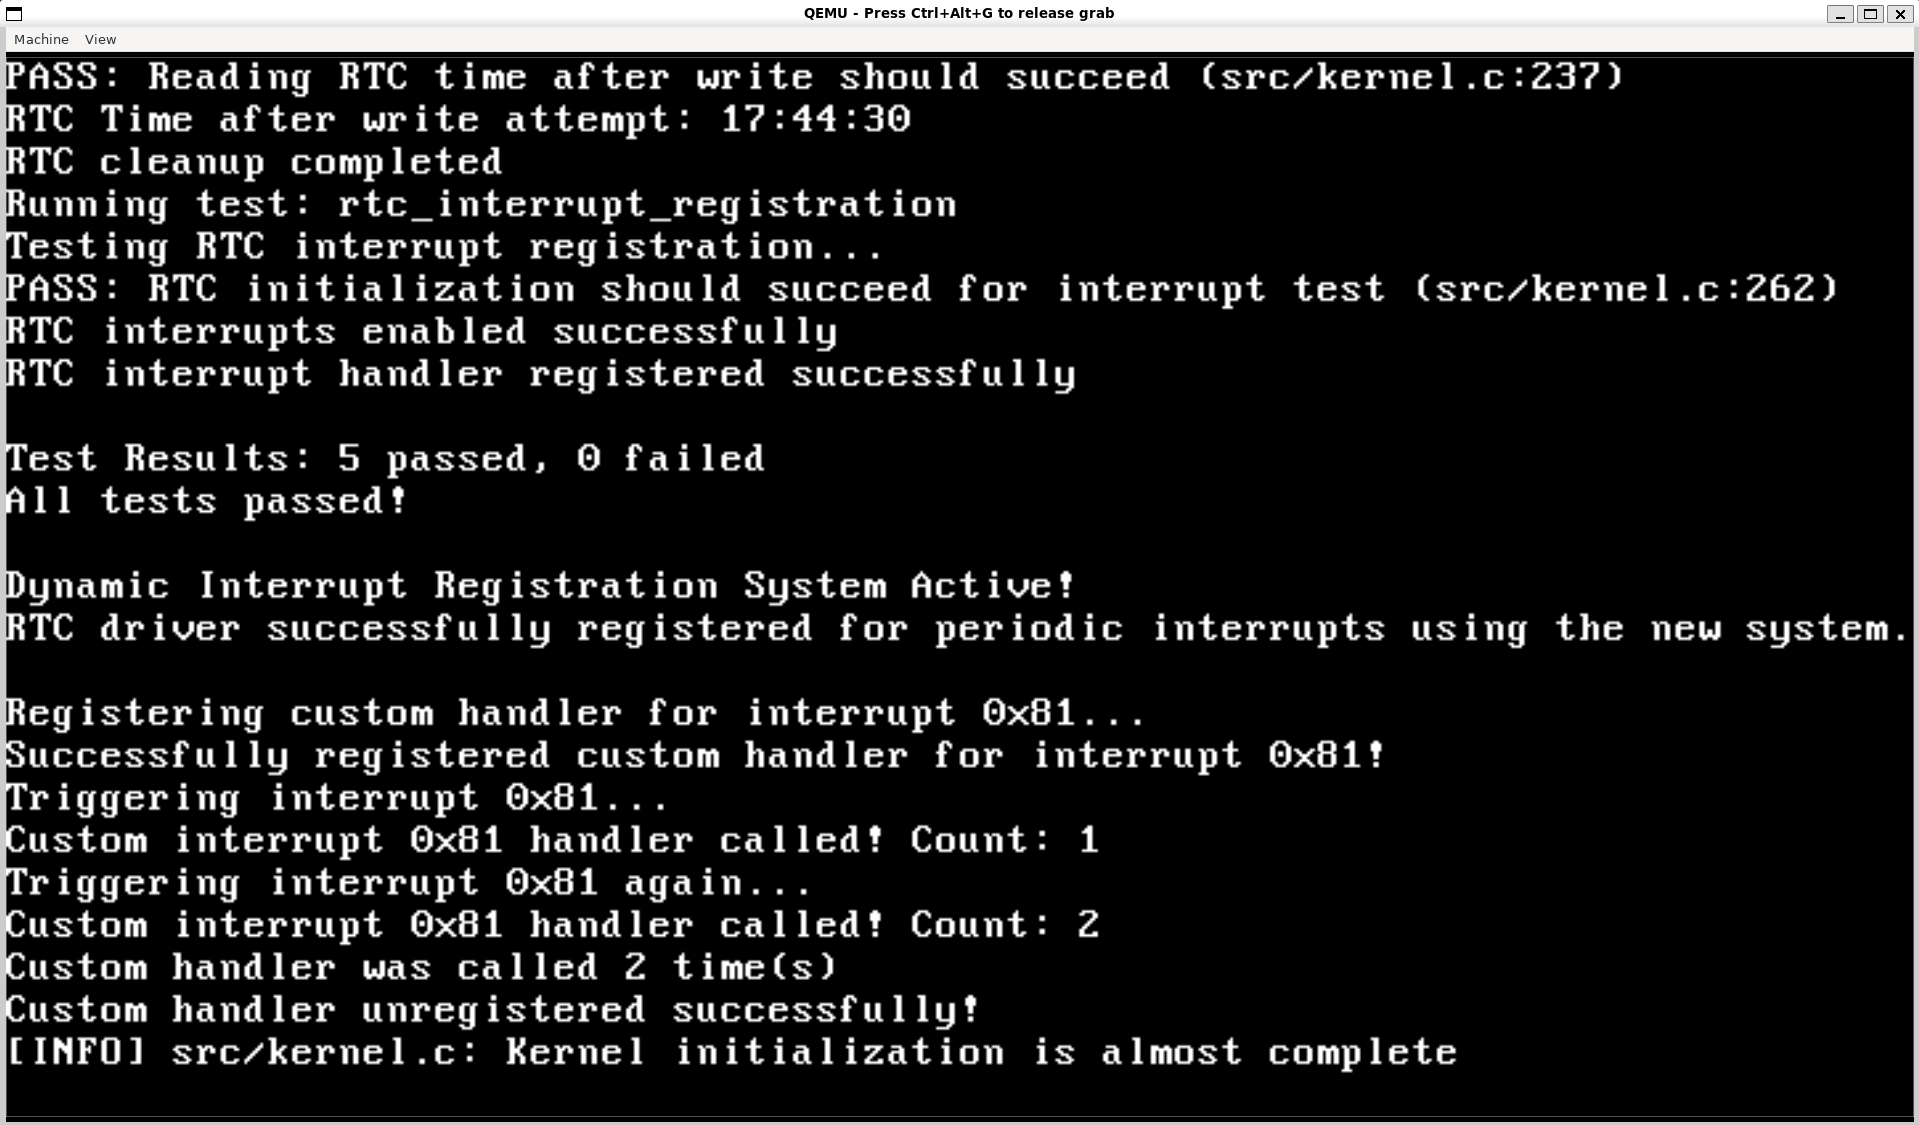 QEMU - Press Ctrl+Alt+G to release grab
Machine View
PASS: Reading RTC time after write should succeed (src/kernel.c:237)
RTC Time after write attempt: 17:44:30
RTC cleanup completed
Running test: rtc_interrupt_registration
Testing RTC interrupt registration...
PASS: RTC initialization should succeed for interrupt test (src/kernel.c:262)
RTC interrupts enabled successfully
RTC interrupt handler registered successfully
Test Results: 5 passed, 0 failed
All tests passed!
Dynamic Interrupt Registration System Active!
RTC driver successfully registered for periodic interrupts using the new system.
Registering custom handler for interrupt 0x81...
Successfully registered custom handler for interrupt 0x81!
Triggering interrupt 0x81...
Custom interrupt 0x81 handler called! Count: 1
Triggering interrupt 0x81 again...
Custom interrupt 0x81 handler called! Count: 2
Custom handler was called 2 time(s)
Custom handler unregistered successfully!
[INFO] src/kernel.c: Kernel initialization is almost complete